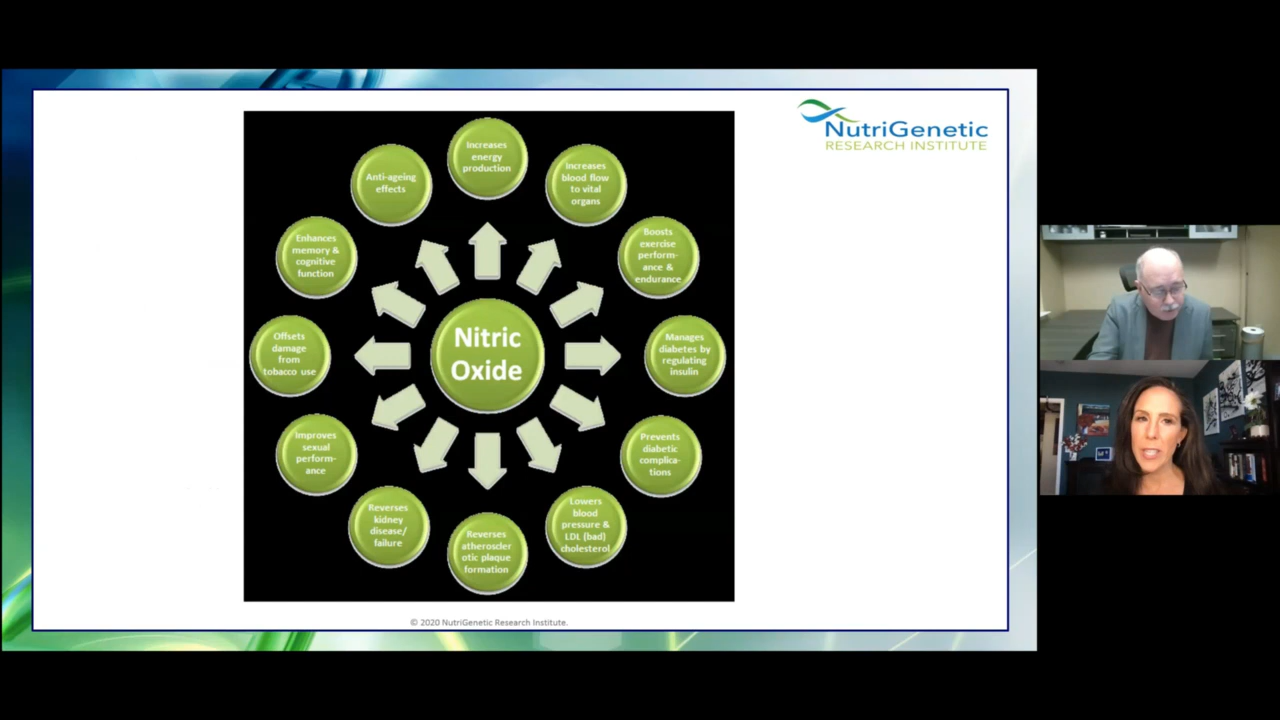 NutriGenetic
RESEARCH INSTITUTE
Increases
energy
production
Increases
blood flow
to vital
organs
Boosts
exercise
perform-
ance &
endurance
Manages
diabetes by
regulating
insulin
Prevents
diabetic
complica-
tions
Lowers
blood
pressure &
LDL (bad)
cholesterol
Reverses
atheroscler
otic plaque
formation
Reverses
kidney
disease/
failure
Improves
sexual
perform-
ance
Offsets
damage
from
tobacco use
Enhances
memory &
cognitive
function
Anti-ageing
effects
Nitric
Oxide
© 2020 NutriGenetic Research Institute.